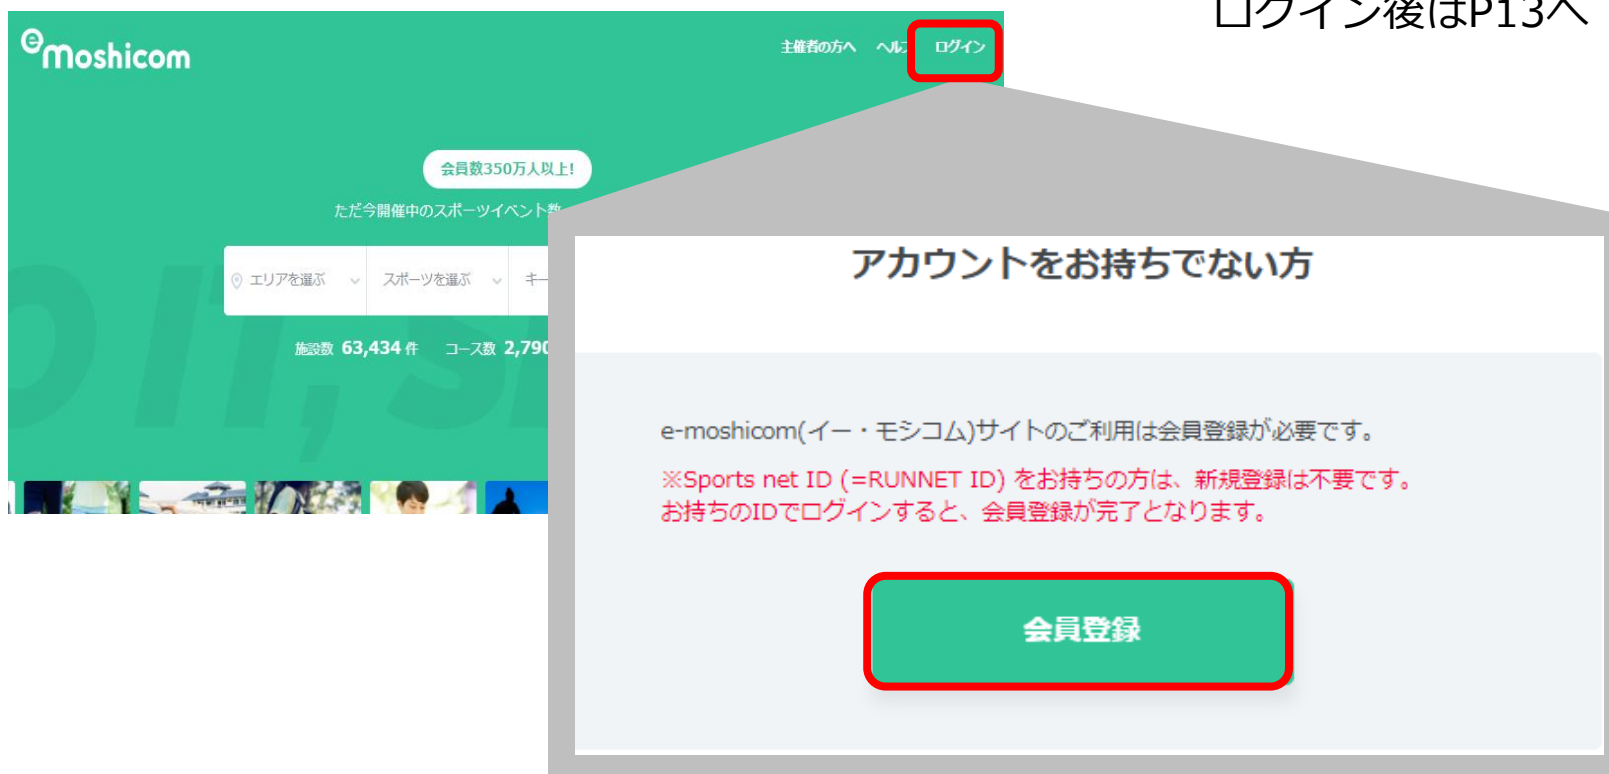 ログイン後はP13へ
e-moshicom
主催者の方へ ヘルプ ログイン
会員数350万人以上!
ただ今開催中のスポーツイベント数
エリアを選ぶ スポーツを選ぶ キー
施設数 63,434 件 コース数 2,790
アカウントをお持ちでない方
e-moshicom(イー・モシコム)サイトのご利用は会員登録が必要です。
※Sports net ID (=RUNNET ID) をお持ちの方は、新規登録は不要です。
お持ちのIDでログインすると、会員登録が完了となります。
会員登録